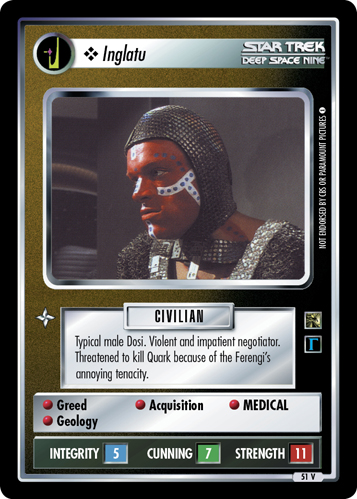 ❖ Inglatu
STAR TREK
DEEP SPACE NINE
NOT ENDORSED BY CBS OR PARAMOUNT PICTURES
CIVILIAN
Typical male Dosi. Violent and impatient negotiator.
Threatened to kill Quark because of the Ferengi's
annoying tenacity.
Greed Acquisition MEDICAL
Geology
INTEGRITY 5 CUNNING 7 STRENGTH 11
51 V